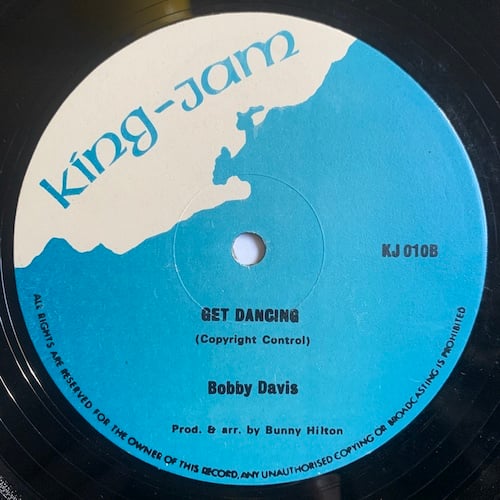 king-jam
KJ 010B
GET DANCING
(Copyright Control)
Bobby Davis
Prod. & arr. by Bunny Hilton
ALL RIGHTS ARE RESERVED FOR THE OWNER OF THIS RECORD, ANY UNAUTHORISED COPYING OR BROADCASTING IS PROHIBITED